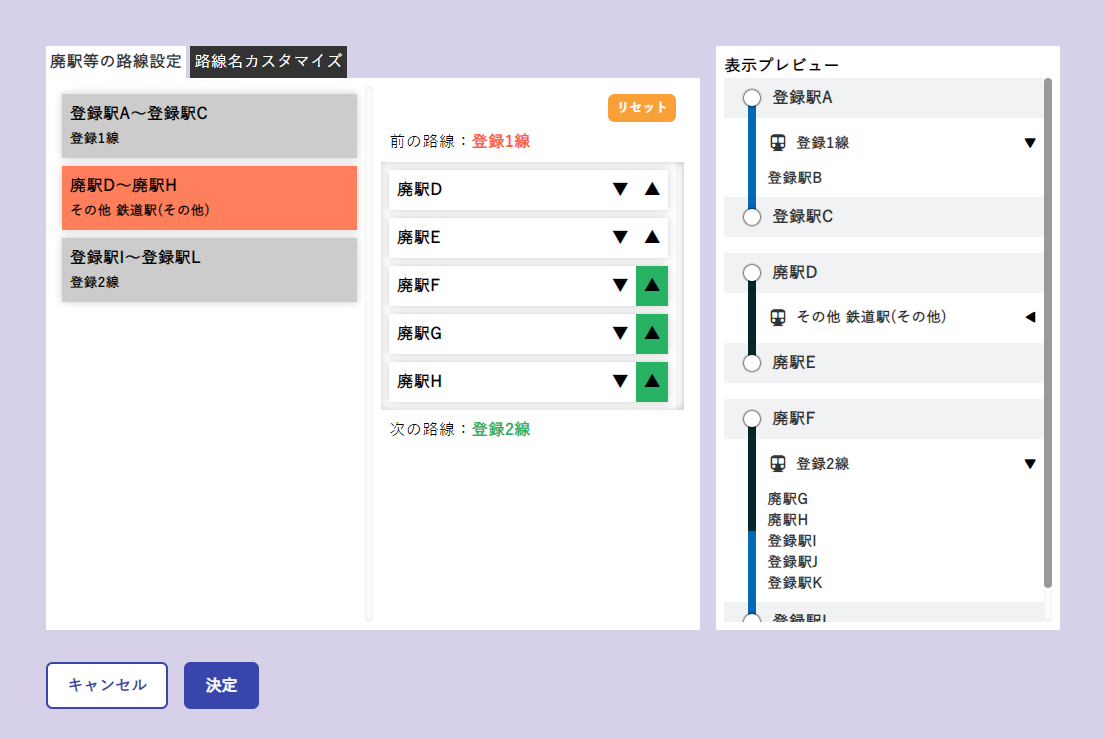 廃駅等の路線設定
路線名カスタマイズ
登録駅A〜登録駅C
登録1線
廃駅D〜廃駅H
その他 鉄道駅(その他)
登録駅I〜登録駅L
登録2線
リセット
前の路線：登録1線
廃駅D ▼ ▲
廃駅E ▼ ▲
廃駅F ▼ ▲
廃駅G ▼ ▲
廃駅H ▼ ▲
次の路線：登録2線
表示プレビュー
登録駅A
登録1線 ▼
登録駅B
登録駅C
廃駅D
その他 鉄道駅(その他) ◀
廃駅E
廃駅F
登録2線 ▼
廃駅G
廃駅H
登録駅I
登録駅J
登録駅K
登録駅L
キャンセル
決定